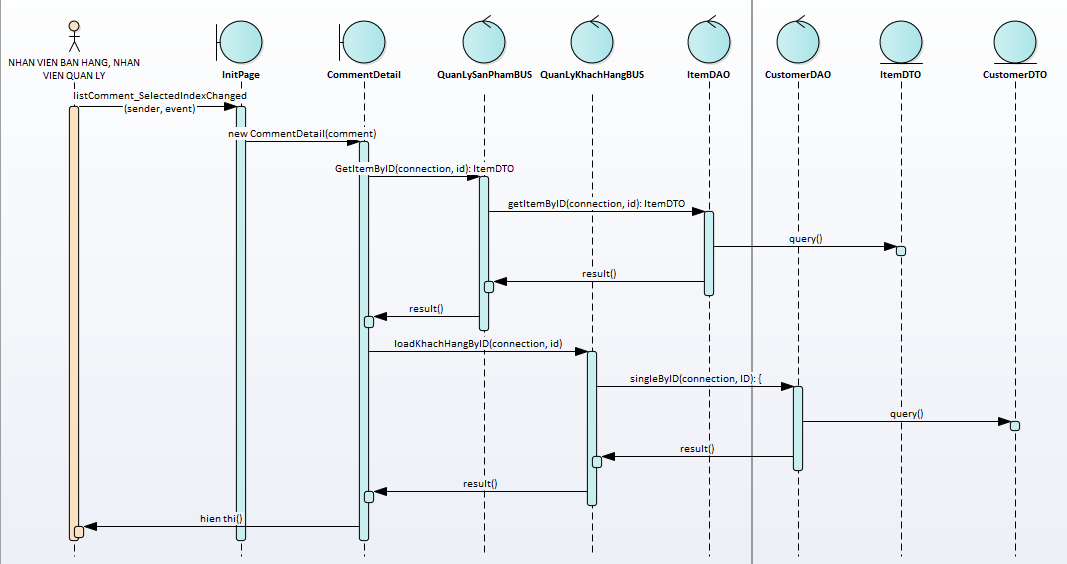 NHAN VIEN BAN HANG, NHAN
VIEN QUAN LY
InitPage
CommentDetail
QuanLySanPhamBUS
QuanLyKhachHangBUS
ItemDAO
CustomerDAO
ItemDTO
CustomerDTO
listComment_SelectedIndexChanged
(sender, event)
new CommentDetail(comment)
GetItemByID(connection, id): ItemDTO
getItemByID(connection, id): ItemDTO
query()
result()
result()
loadKhachHangByID(connection, id)
singleByID(connection, ID): {
query()
result()
result()
hien thi()